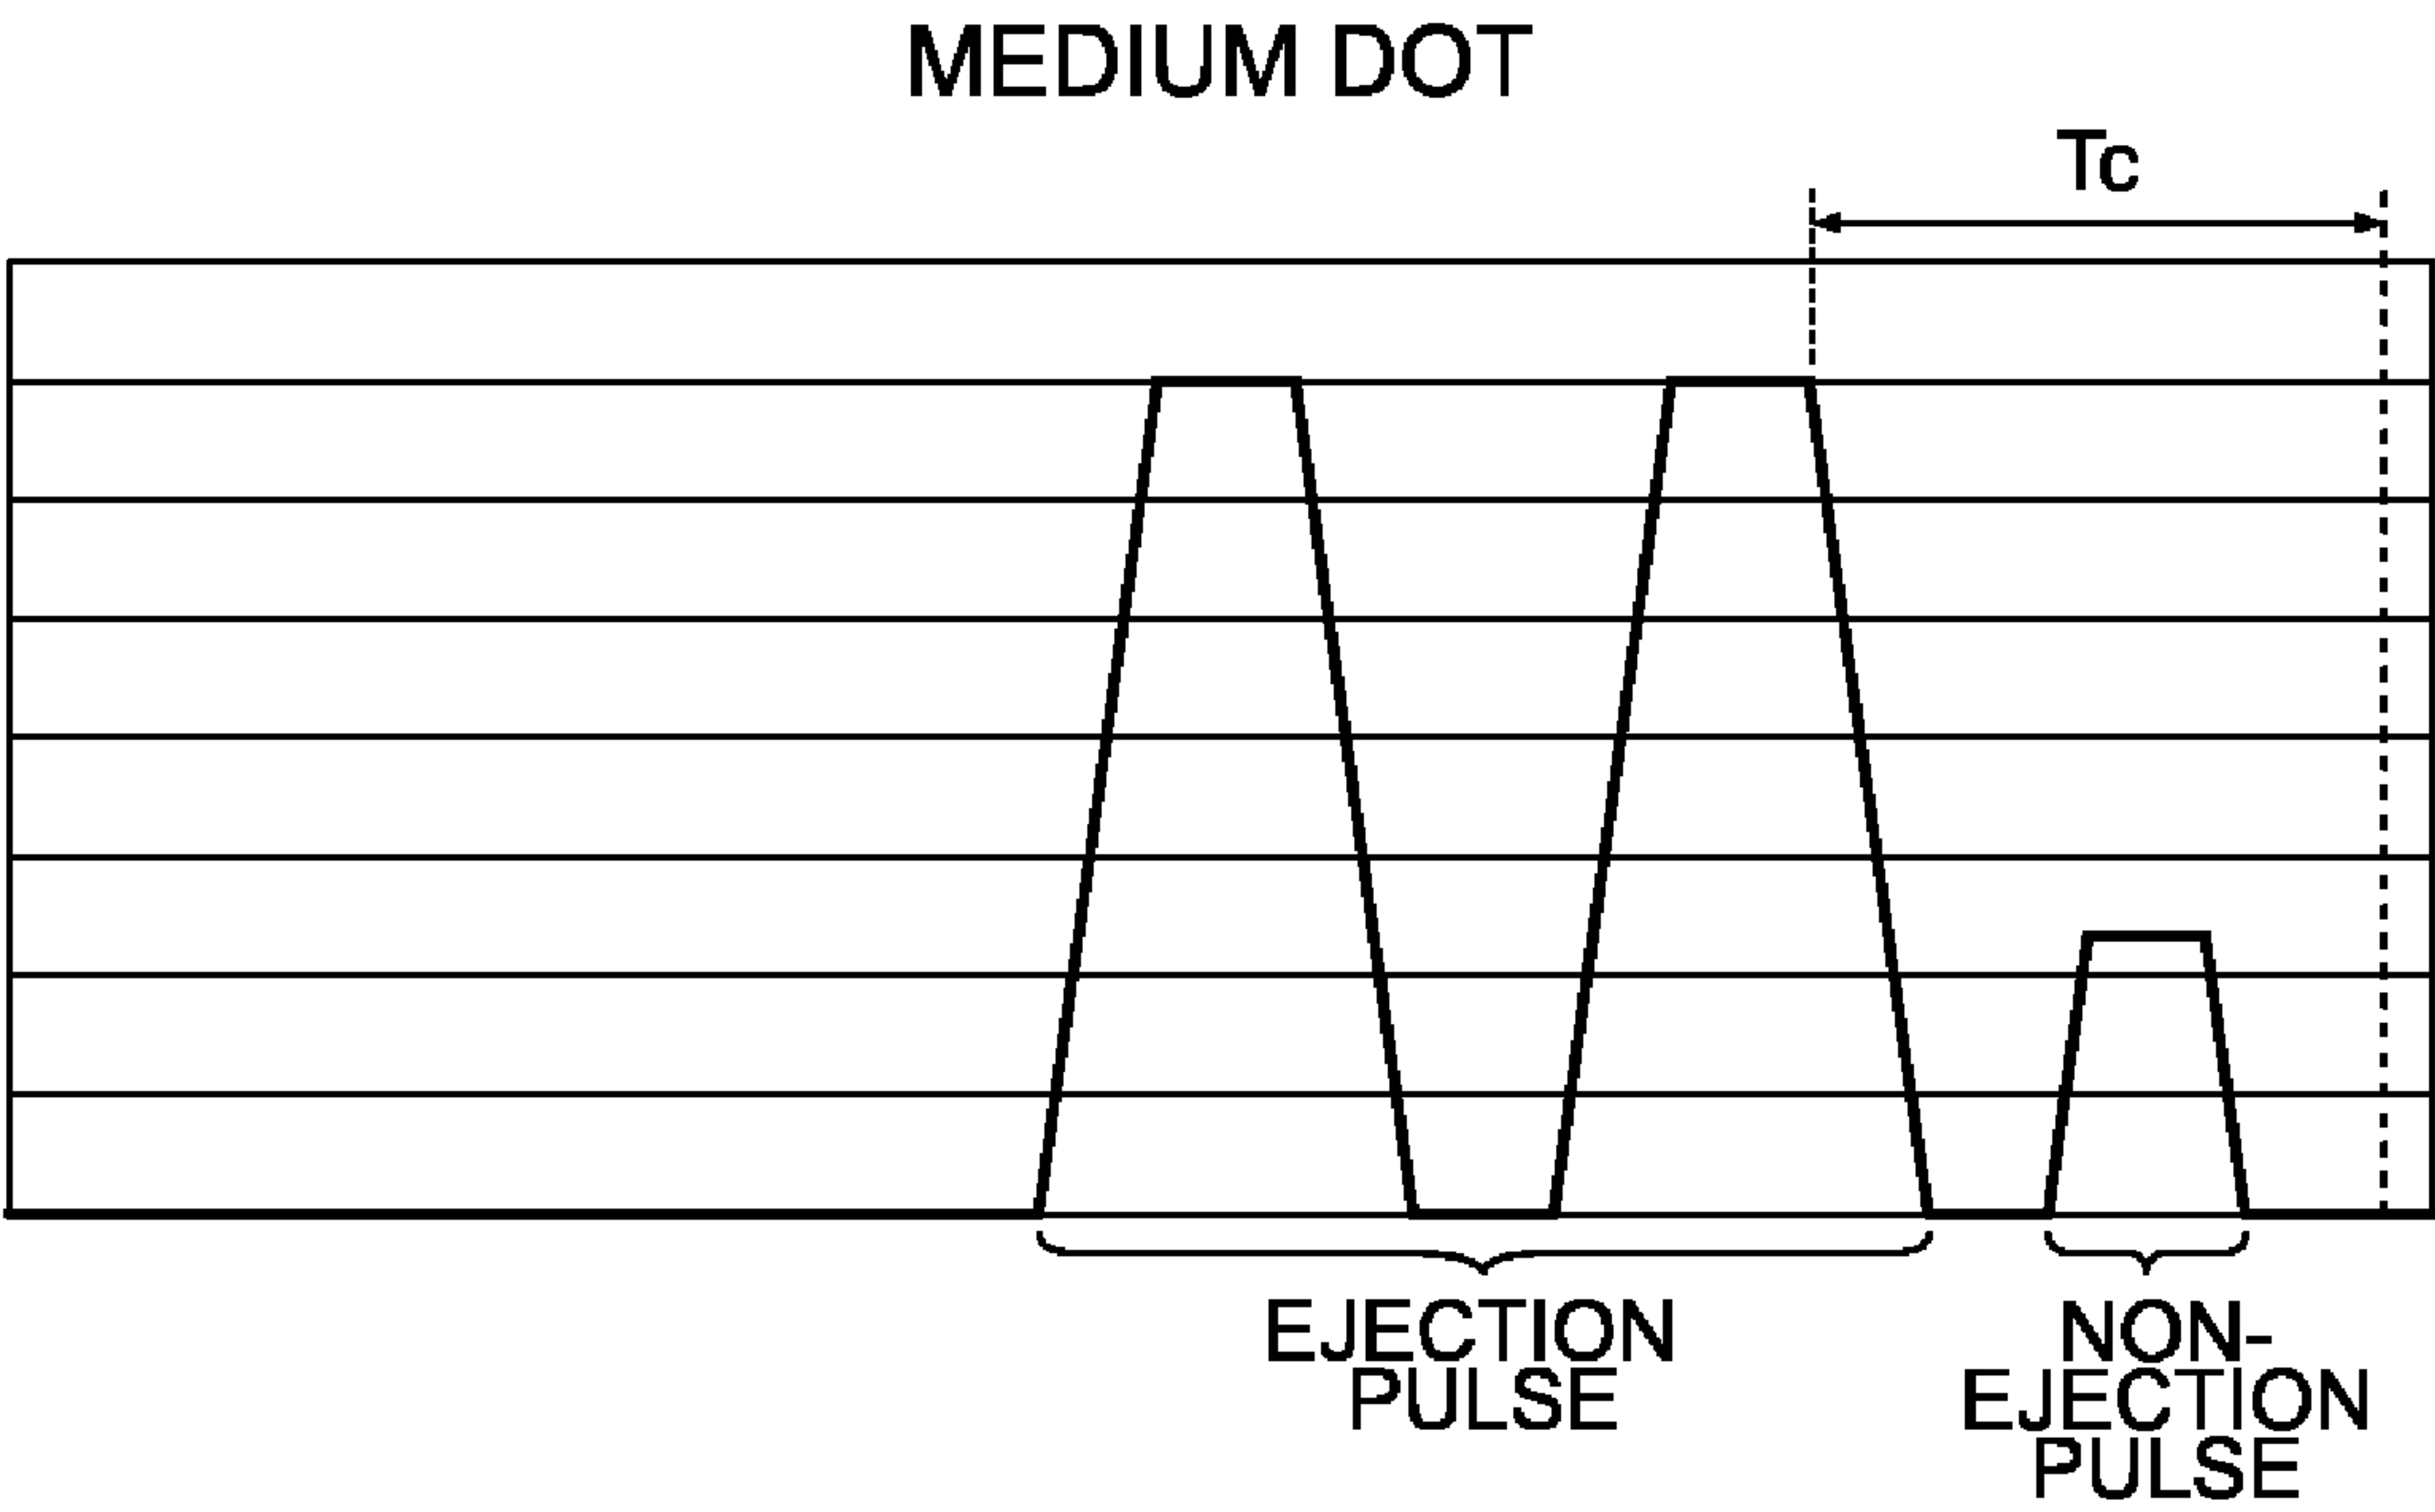 MEDIUM DOT
Tc
EJECTION
PULSE
NON-
EJECTION
PULSE